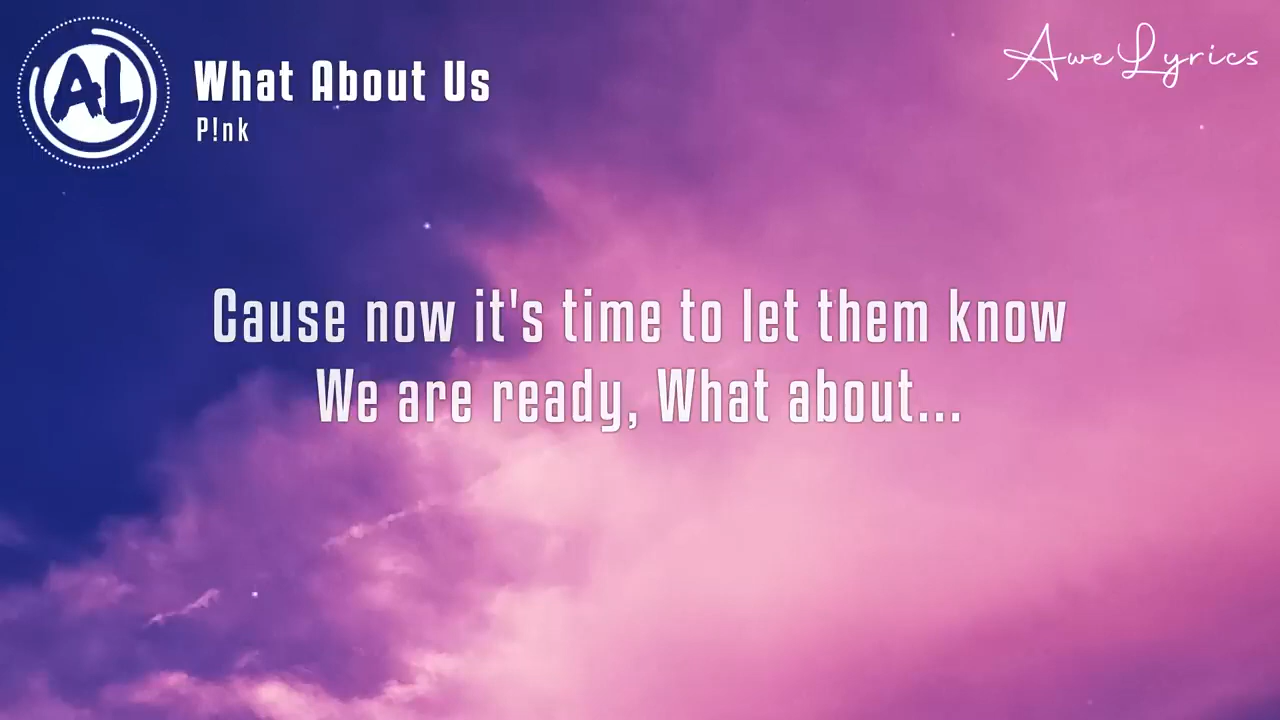 AL
What About Us
P!nk
AweLyrics
Cause now it's time to let them know
We are ready, What about...